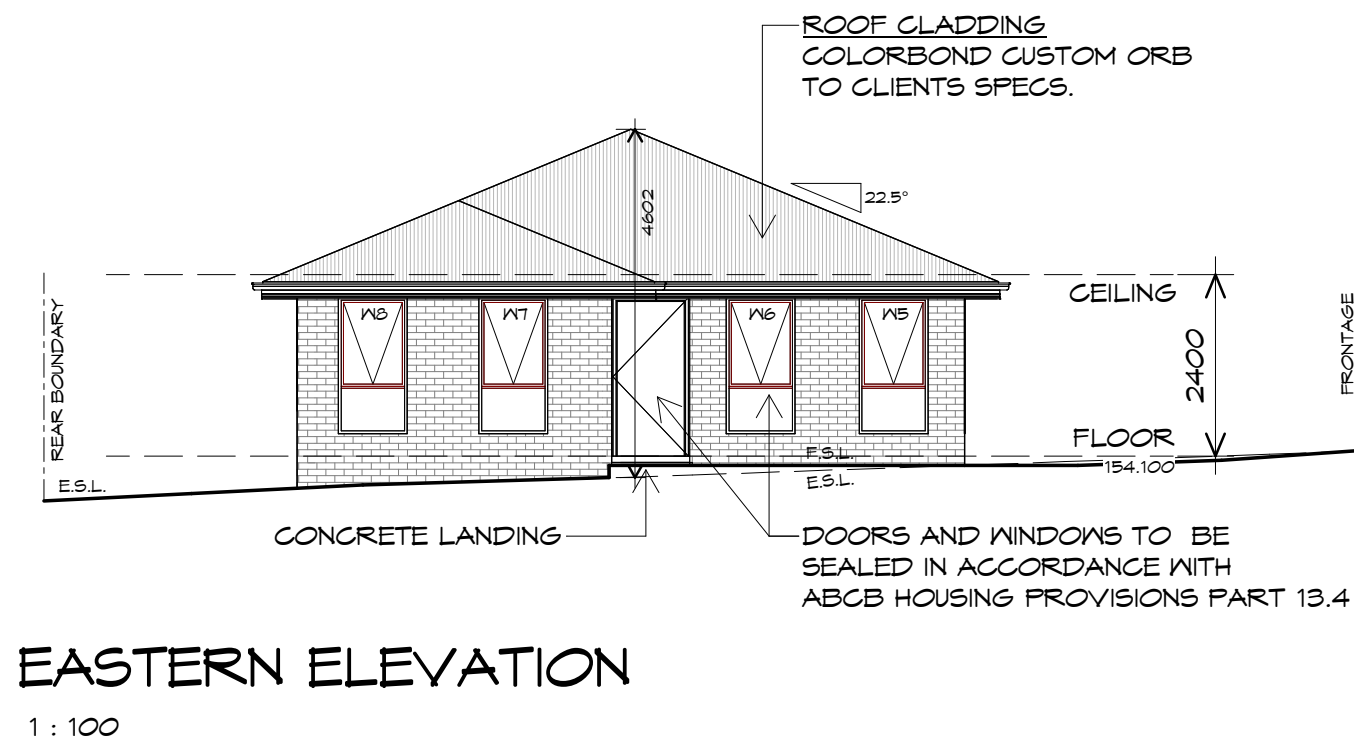 ROOF CLADDING
COLORBOND CUSTOM ORB
TO CLIENTS SPECS.
4602
22.5°
CEILING
2400
FLOOR
154.100
FRONTAGE
REAR BOUNDARY
W8
W7
W6
W5
F.S.L.
E.S.L.
E.S.L.
CONCRETE LANDING
DOORS AND WINDOWS TO BE
SEALED IN ACCORDANCE WITH
ABCB HOUSING PROVISIONS PART 13.4
EASTERN ELEVATION
1 : 100